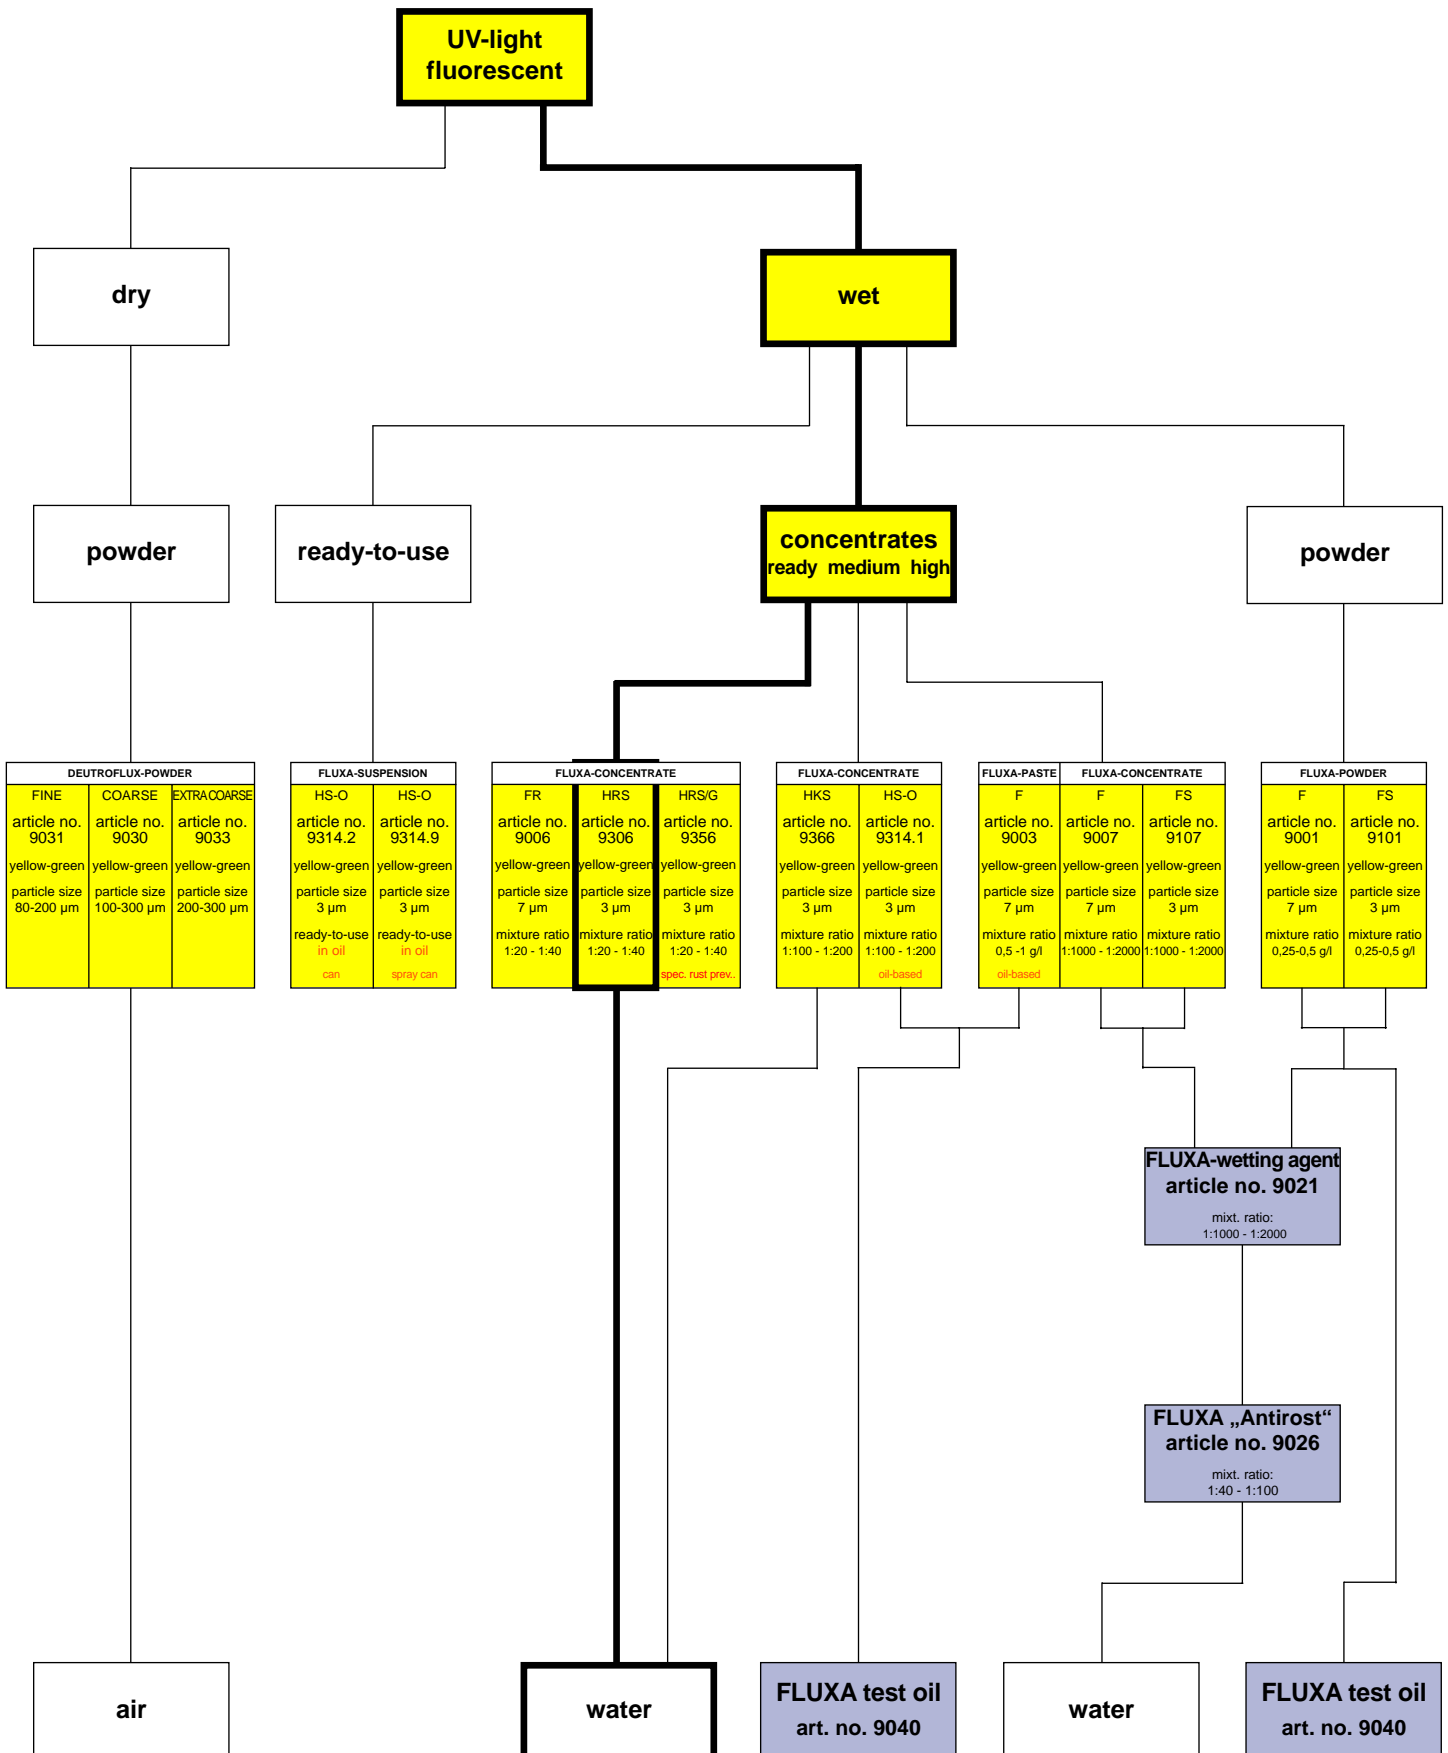 UV-light
fluorescent
dry
wet
powder
ready-to-use
concentrates
ready medium high
powder
DEUTROFLUX-POWDER
FINE
article no.
9031
yellow-green
particle size
80-200 µm
COARSE
article no.
9030
yellow-green
particle size
100-300 µm
EXTRA COARSE
article no.
9033
yellow-green
particle size
200-300 µm
FLUXA-SUSPENSION
HS-O
article no.
9314.2
yellow-green
particle size
3 µm
ready-to-use
in oil
can
HS-O
article no.
9314.9
yellow-green
particle size
3 µm
ready-to-use
in oil
spray can
FLUXA-CONCENTRATE
FR
article no.
9006
yellow-green
particle size
7 µm
mixture ratio
1:20 - 1:40
HRS
article no.
9306
yellow-green
particle size
3 µm
mixture ratio
1:20 - 1:40
HRS/G
article no.
9356
yellow-green
particle size
3 µm
mixture ratio
1:20 - 1:40
spec. rust prev..
FLUXA-CONCENTRATE
HKS
article no.
9366
yellow-green
particle size
3 µm
mixture ratio
1:100 - 1:200
HS-O
article no.
9314.1
yellow-green
particle size
3 µm
mixture ratio
1:100 - 1:200
oil-based
FLUXA-PASTE
F
article no.
9003
yellow-green
particle size
7 µm
mixture ratio
0,5 -1 g/l
oil-based
FLUXA-CONCENTRATE
F
article no.
9007
yellow-green
particle size
7 µm
mixture ratio
1:1000 - 1:2000
FS
article no.
9107
yellow-green
particle size
3 µm
mixture ratio
1:1000 - 1:2000
FLUXA-POWDER
F
article no.
9001
yellow-green
particle size
7 µm
mixture ratio
0,25-0,5 g/l
FS
article no.
9101
yellow-green
particle size
3 µm
mixture ratio
0,25-0,5 g/l
FLUXA-wetting agent
article no. 9021
mixt. ratio:
1:1000 - 1:2000
FLUXA „Antirost“
article no. 9026
mixt. ratio:
1:40 - 1:100
air
water
FLUXA test oil
art. no. 9040
water
FLUXA test oil
art. no. 9040